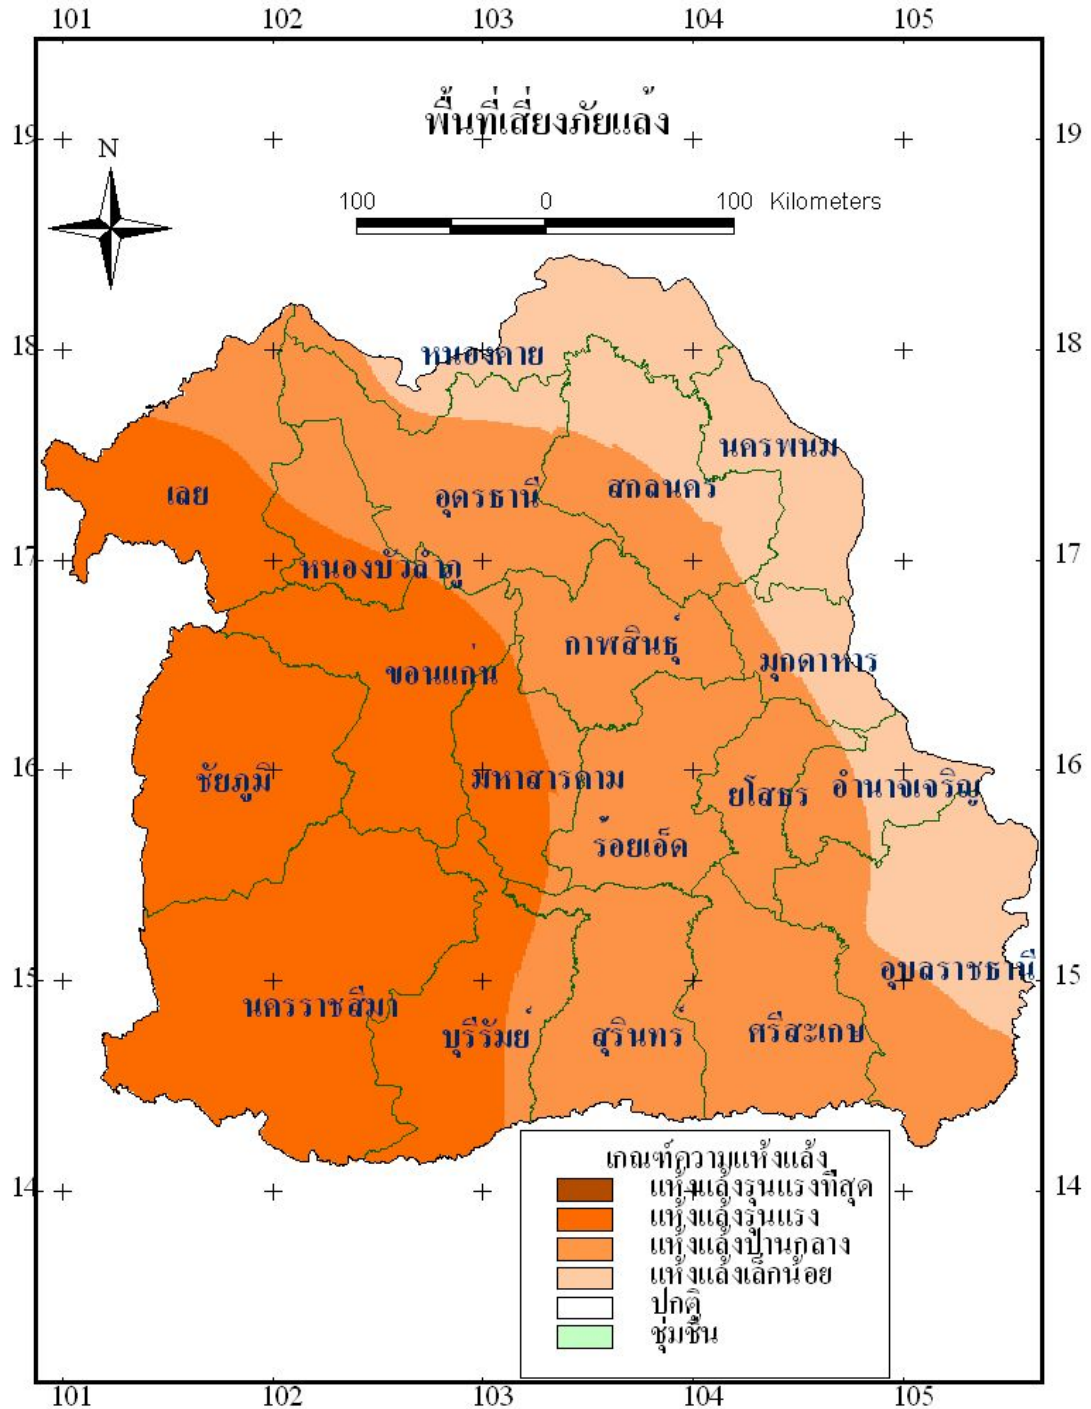 101 102 103 104 105
พื้นที่เสี่ยงภัยแล้ง
19 19
N
100 0 100 Kilometers
18 หนองคาย 18
นครพนม
เลย อุดรธานี สกลนคร
17 หนองบัวลำภู 17
ขอนแก่น กาฬสินธุ์ มุกดาหาร
16 ชัยภูมิ มหาสารคาม ยโสธร อำนาจเจริญ 16
ร้อยเอ็ด
15 อุบลราชธานี 15
นครราชสีมา บุรีรัมย์ สุรินทร์ ศรีสะเกษ
เกณฑ์ความแห้งแล้ง
14 แห้งแล้งรุนแรงที่สุด 14
แห้งแล้งรุนแรง
แห้งแล้งปานกลาง
แห้งแล้งเล็กน้อย
ปกติ
ชุ่มชื้น
101 102 103 104 105